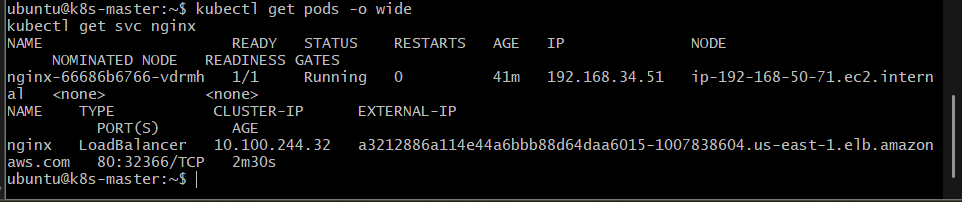 ubuntu@k8s-master:~$ kubectl get pods -o wide
kubectl get svc nginx
NAME                     READY   STATUS    RESTARTS   AGE   IP               NODE
     NOMINATED NODE   READINESS GATES
nginx-66686b6766-vdrmh   1/1     Running   0          41m   192.168.34.51   ip-192-168-50-71.ec2.intern
al   <none>           <none>
NAME    TYPE           CLUSTER-IP      EXTERNAL-IP
          PORT(S)        AGE
nginx   LoadBalancer   10.100.244.32   a3212886a114e44a6bbb88d64daa6015-1007838604.us-east-1.elb.amazon
aws.com   80:32366/TCP   2m30s
ubuntu@k8s-master:~$